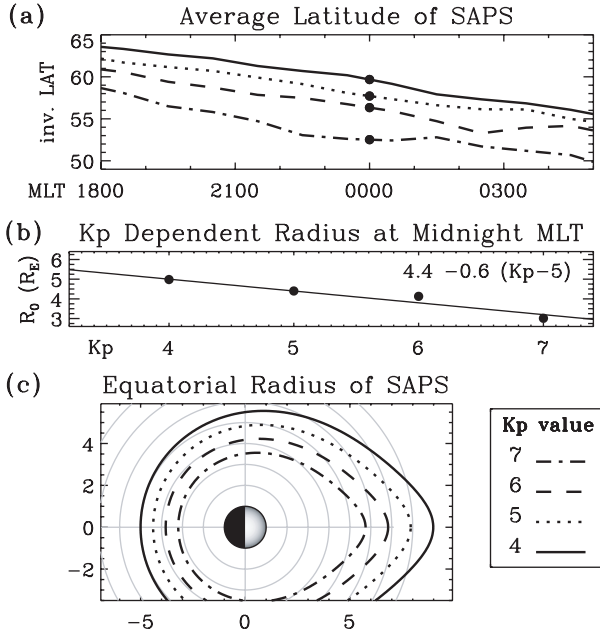 (a) Average Latitude of SAPS
65
60
55
50
inv. LAT
MLT 1800 2100 0000 0300
(b) Kp Dependent Radius at Midnight MLT
6
5
4
3
R0 (RE)
4.4 -0.6 (Kp-5)
Kp 4 5 6 7
(c) Equatorial Radius of SAPS
4
2
0
-2
-5 0 5
Kp value
7
6
5
4